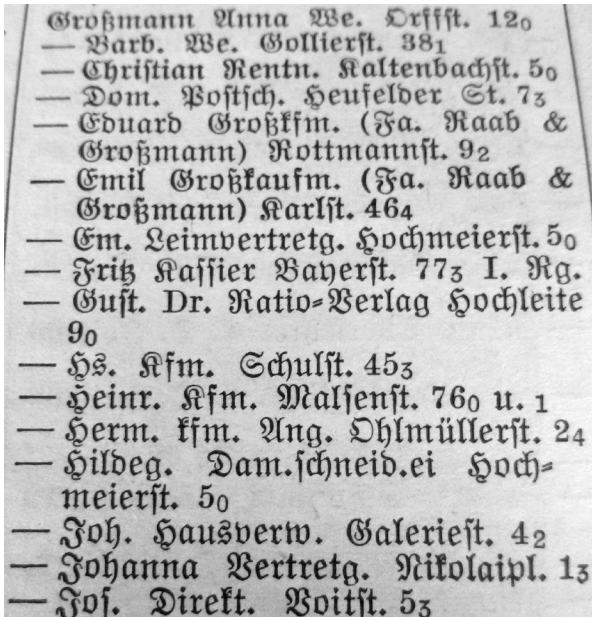 Großmann Anna We. Orffst. 12₀
— Barb. We. Gollierst. 38₁
— Christian Rentn. Kaltenbachst. 5₀
— Dom. Postsch. Heufelder St. 7₃
— Eduard Großkfm. (Fa. Raab &
Großmann) Rottmannst. 9₂
— Emil Großkaufm. (Fa. Raab &
Großmann) Karlst. 46₄
— Em. Leimvertretg. Hochmeierst. 5₀
— Fritz Kassier Bayerst. 77₃ I. Rg.
— Gust. Dr. Ratio-Verlag Hochleite
9₀
— Hs. Kfm. Schulst. 45₃
— Heinr. Kfm. Malsenst. 76₀ u. ₁
— Herm. kfm. Ang. Ohlmüllerst. 2₄
— Hildeg. Dam.schneid.ei Hoch-
meierst. 5₀
— Joh. Hausverw. Galeriest. 4₂
— Johanna Vertretg. Nikolaipl. 1₃
— Jos. Direkt. Voitst. 5₃